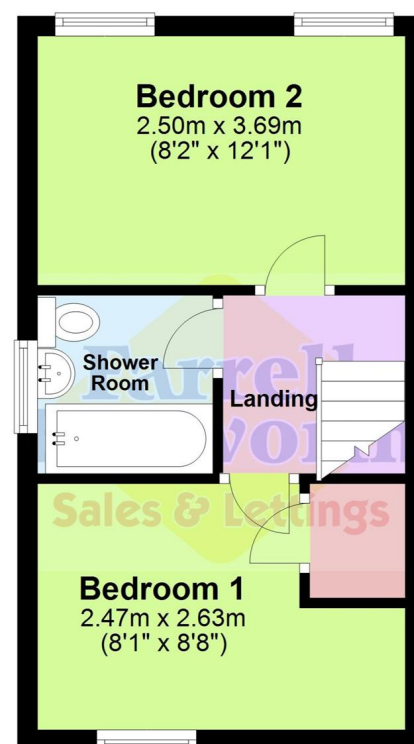 Bedroom 2
2.50m x 3.69m
(8'2" x 12'1")
Shower
Room
Landing
Farrell
Sales & Lettings
Bedroom 1
2.47m x 2.63m
(8'1" x 8'8")